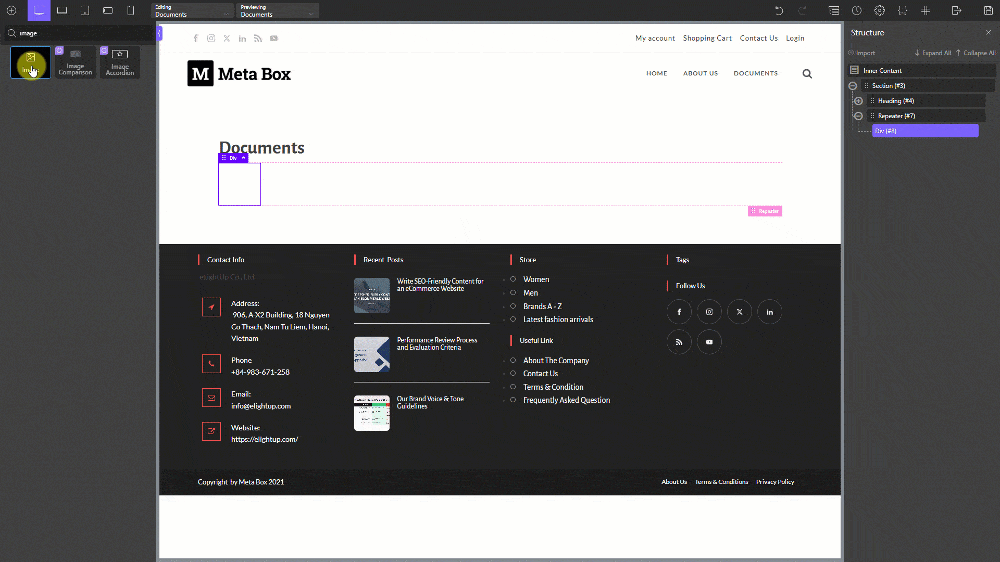 Editing
Documents
Previewing
Documents
image
Image
Comparison
Image
Accordion
My account
Shopping Cart
Contact Us
Login
M Meta Box
HOME
ABOUT US
DOCUMENTS
Documents
Div
Repeater
Contact Info
Address:
906, A X2 Building, 18 Nguyen
Co Thach, Nam Tu Liem, Hanoi,
Vietnam
Phone
+84-983-671-258
Email:
info@elightup.com
Website:
https://elightup.com/
Recent Posts
Write SEO-Friendly Content for
an eCommerce Website
Performance Review Process
and Evaluation Criteria
Our Brand Voice & Tone
Guidelines
Store
Women
Men
Brands A - Z
Latest fashion arrivals
Useful Link
About The Company
Contact Us
Terms & Condition
Frequently Asked Question
Tags
Follow Us
Copyright by Meta Box 2021
About Us
Terms & Conditions
Privacy Policy
Structure
Import
Expand All
Collapse All
Inner Content
Section (#3)
Heading (#4)
Repeater (#7)
Div (#8)